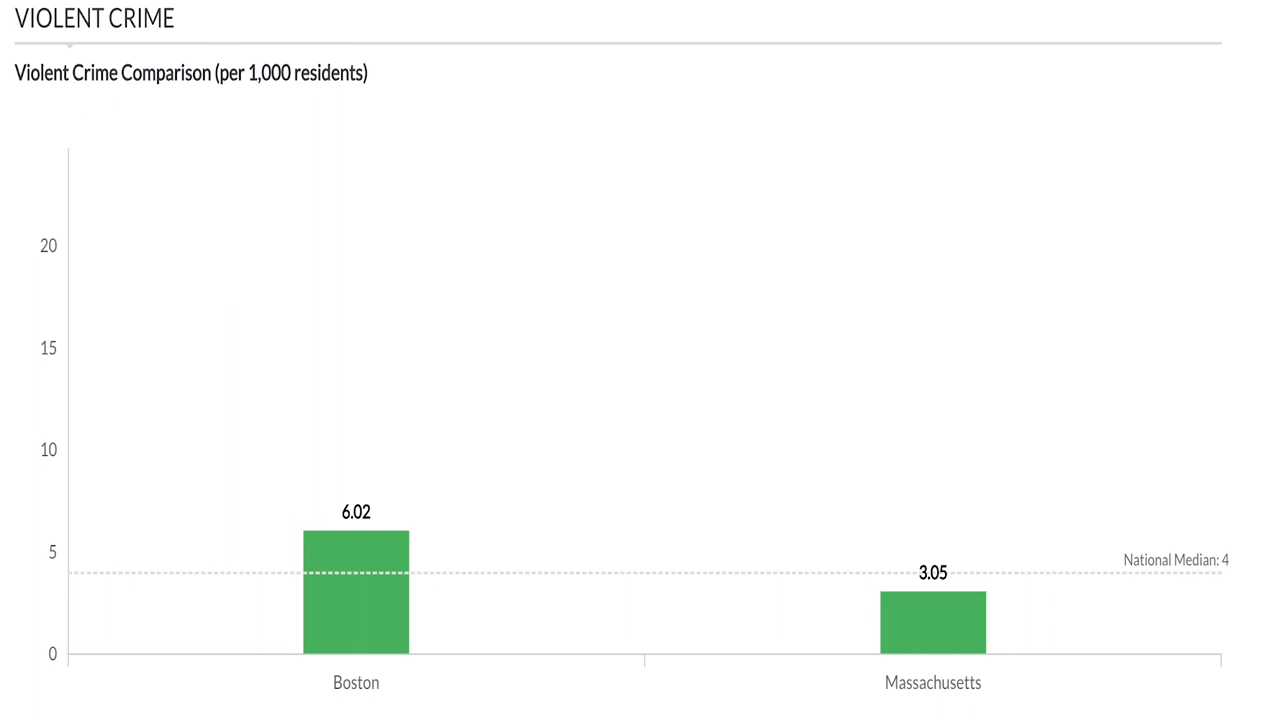 VIOLENT CRIME
Violent Crime Comparison (per 1,000 residents)
20
15
10
6.02
5
National Median: 4
3.05
0
Boston
Massachusetts